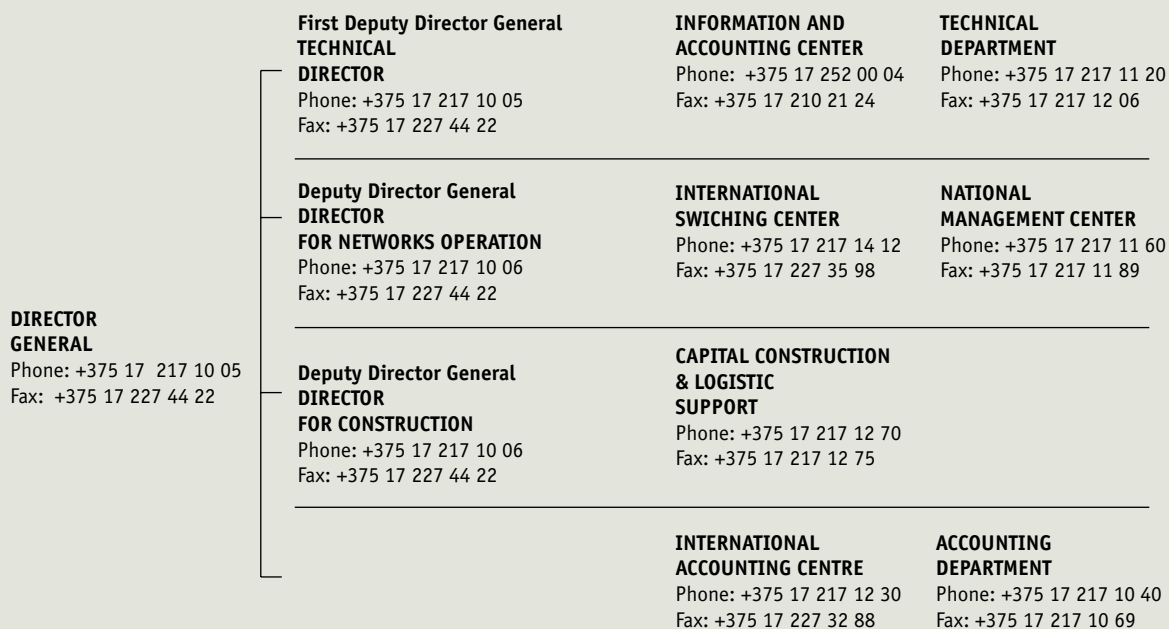 DIRECTOR
GENERAL
Phone: +375 17  217 10 05
Fax:  +375 17 227 44 22
First Deputy Director General
TECHNICAL
DIRECTOR
Phone: +375 17 217 10 05
Fax: +375 17 227 44 22
INFORMATION AND
ACCOUNTING CENTER
Phone:  +375 17 252 00 04
Fax: +375 17 210 21 24
TECHNICAL
DEPARTMENT
Phone: +375 17 217 11 20
Fax: +375 17 217 12 06
Deputy Director General
DIRECTOR
FOR NETWORKS OPERATION
Phone: +375 17 217 10 06
Fax: +375 17 227 44 22
INTERNATIONAL
SWICHING CENTER
Phone: +375 17 217 14 12
Fax: +375 17 227 35 98
NATIONAL
MANAGEMENT CENTER
Phone: +375 17 217 11 60
Fax: +375 17 217 11 89
Deputy Director General
DIRECTOR
FOR CONSTRUCTION
Phone: +375 17 217 10 06
Fax: +375 17 227 44 22
CAPITAL CONSTRUCTION
& LOGISTIC
SUPPORT
Phone: +375 17 217 12 70
Fax: +375 17 217 12 75
INTERNATIONAL
ACCOUNTING CENTRE
Phone: +375 17 217 12 30
Fax: +375 17 227 32 88
ACCOUNTING
DEPARTMENT
Phone: +375 17 217 10 40
Fax: +375 17 217 10 69